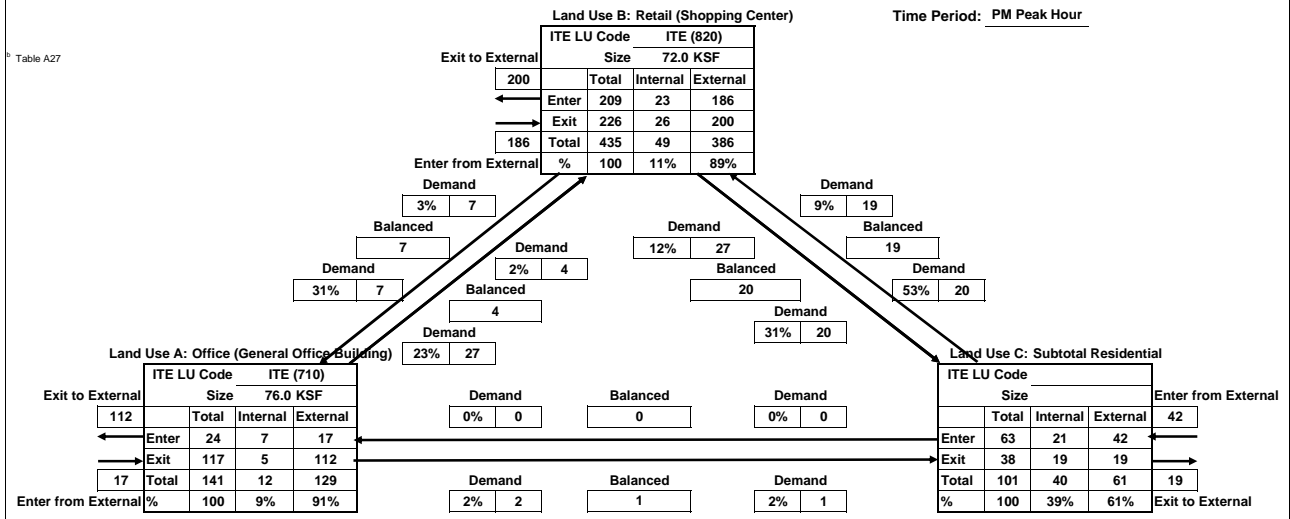 Land Use B: Retail (Shopping Center)
Time Period: PM Peak Hour
b Table A27
ITE LU Code ITE (820)
Exit to External Size 72.0 KSF
200 Total Internal External
Enter 209 23 186
Exit 226 26 200
186 Total 435 49 386
Enter from External % 100 11% 89%
Demand Demand
3% 7 9% 19
Balanced Demand Balanced
7 12% 27 19
Demand
2% 4
Demand Balanced Demand
31% 7 20 53% 20
Balanced
4
Demand
31% 20
Demand
23% 27
Land Use A: Office (General Office Building)
Land Use C: Subtotal Residential
ITE LU Code ITE (710) ITE LU Code
Exit to External Size 76.0 KSF Size Enter from External
112 Total Internal External Total Internal External 42
Enter 24 7 17 Enter 63 21 42
Exit 117 5 112 Exit 38 19 19
17 Total 141 12 129 Total 101 40 61 19
Enter from External % 100 9% 91% % 100 39% 61% Exit to External
Demand Balanced Demand
0% 0 0 0% 0
Demand Balanced Demand
2% 2 1 2% 1